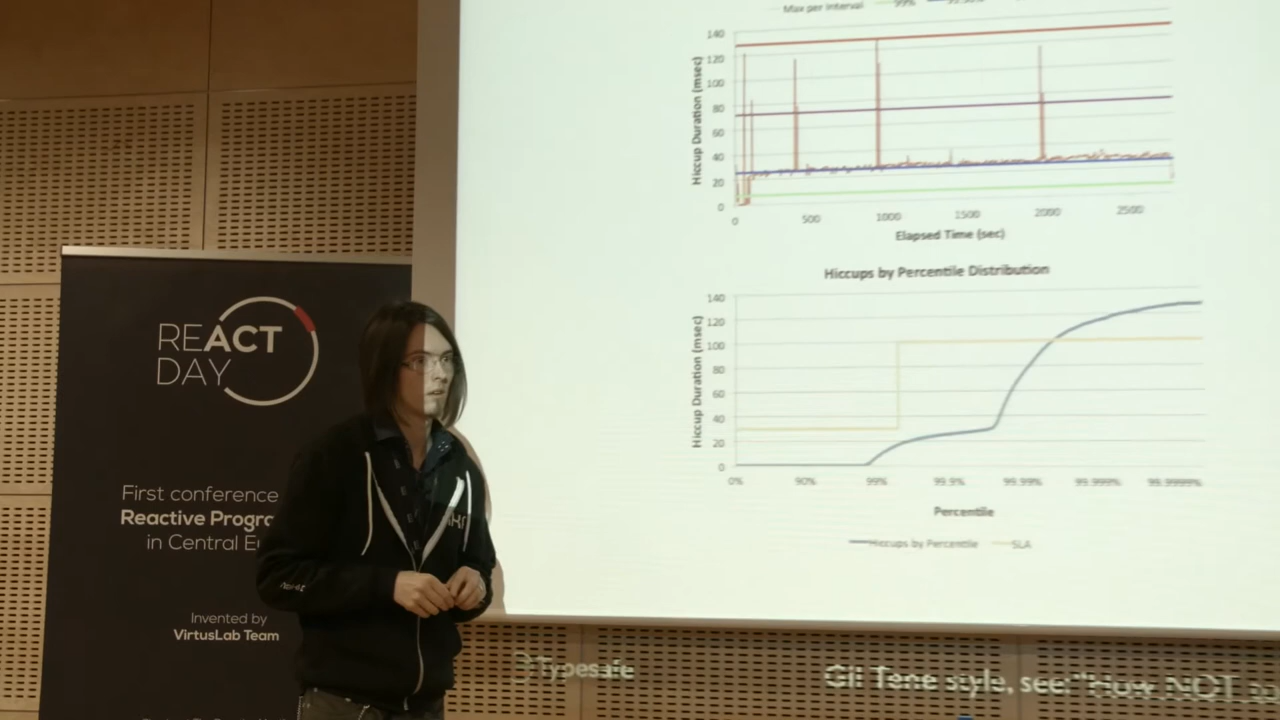 Max per Interval 99%
140
120
100
80
60
40
20
0
Hiccup Duration (msec)
0 500 1000 1500 2000 2500
Elapsed Time (sec)
Hiccups by Percentile Distribution
140
120
100
80
60
40
20
0
Hiccup Duration (msec)
0% 90% 99% 99.9% 99.99% 99.999% 99.9999%
Percentile
Hiccups by Percentile SLA
REACT
DAY
First conference
Reactive Progra
in Central Eu
Invented by
VirtusLab Team
Typesafe
Gil Tene style, see:"How NOT to